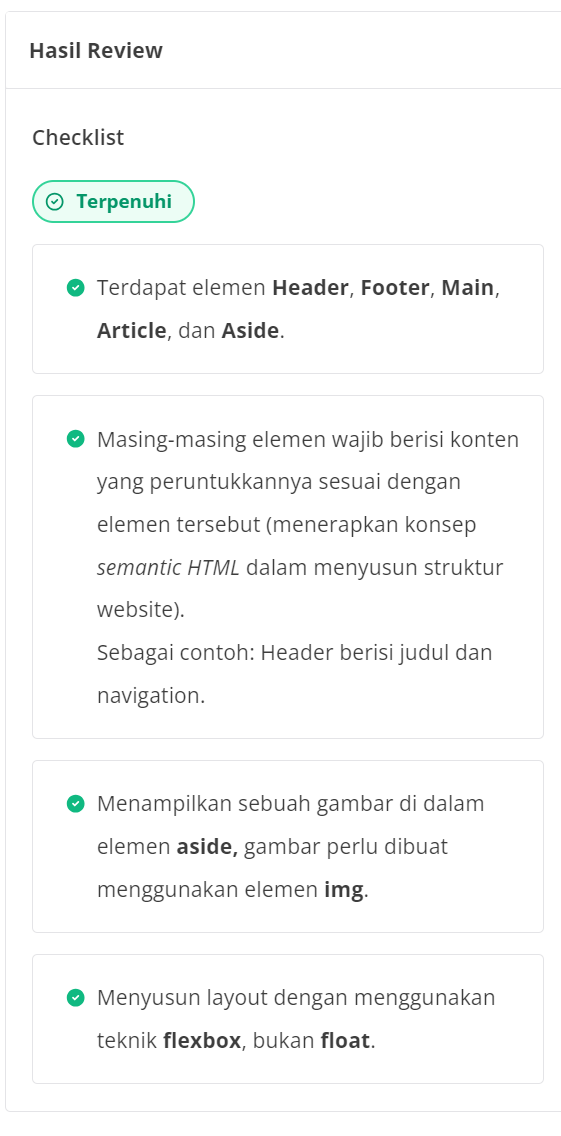 Hasil Review
Checklist
Terpenuhi
Terdapat elemen Header, Footer, Main,
Article, dan Aside.
Masing-masing elemen wajib berisi konten
yang peruntukkannya sesuai dengan
elemen tersebut (menerapkan konsep
semantic HTML dalam menyusun struktur
website).
Sebagai contoh: Header berisi judul dan
navigation.
Menampilkan sebuah gambar di dalam
elemen aside, gambar perlu dibuat
menggunakan elemen img.
Menyusun layout dengan menggunakan
teknik flexbox, bukan float.